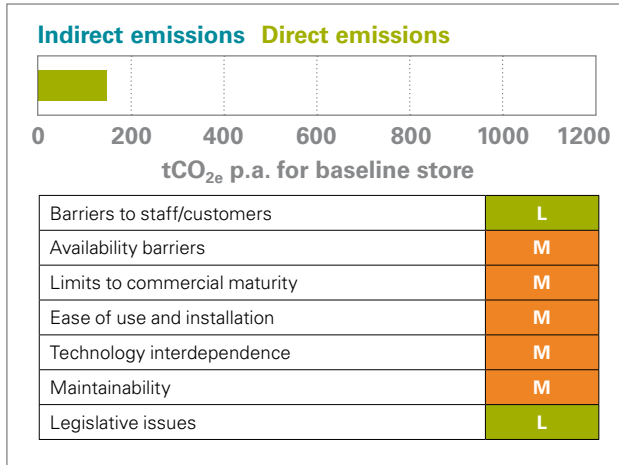 Indirect emissions Direct emissions
0 200 400 600 800 1000 1200
tCO2e p.a. for baseline store
Barriers to staff/customers L
Availability barriers M
Limits to commercial maturity M
Ease of use and installation M
Technology interdependence M
Maintainability M
Legislative issues L